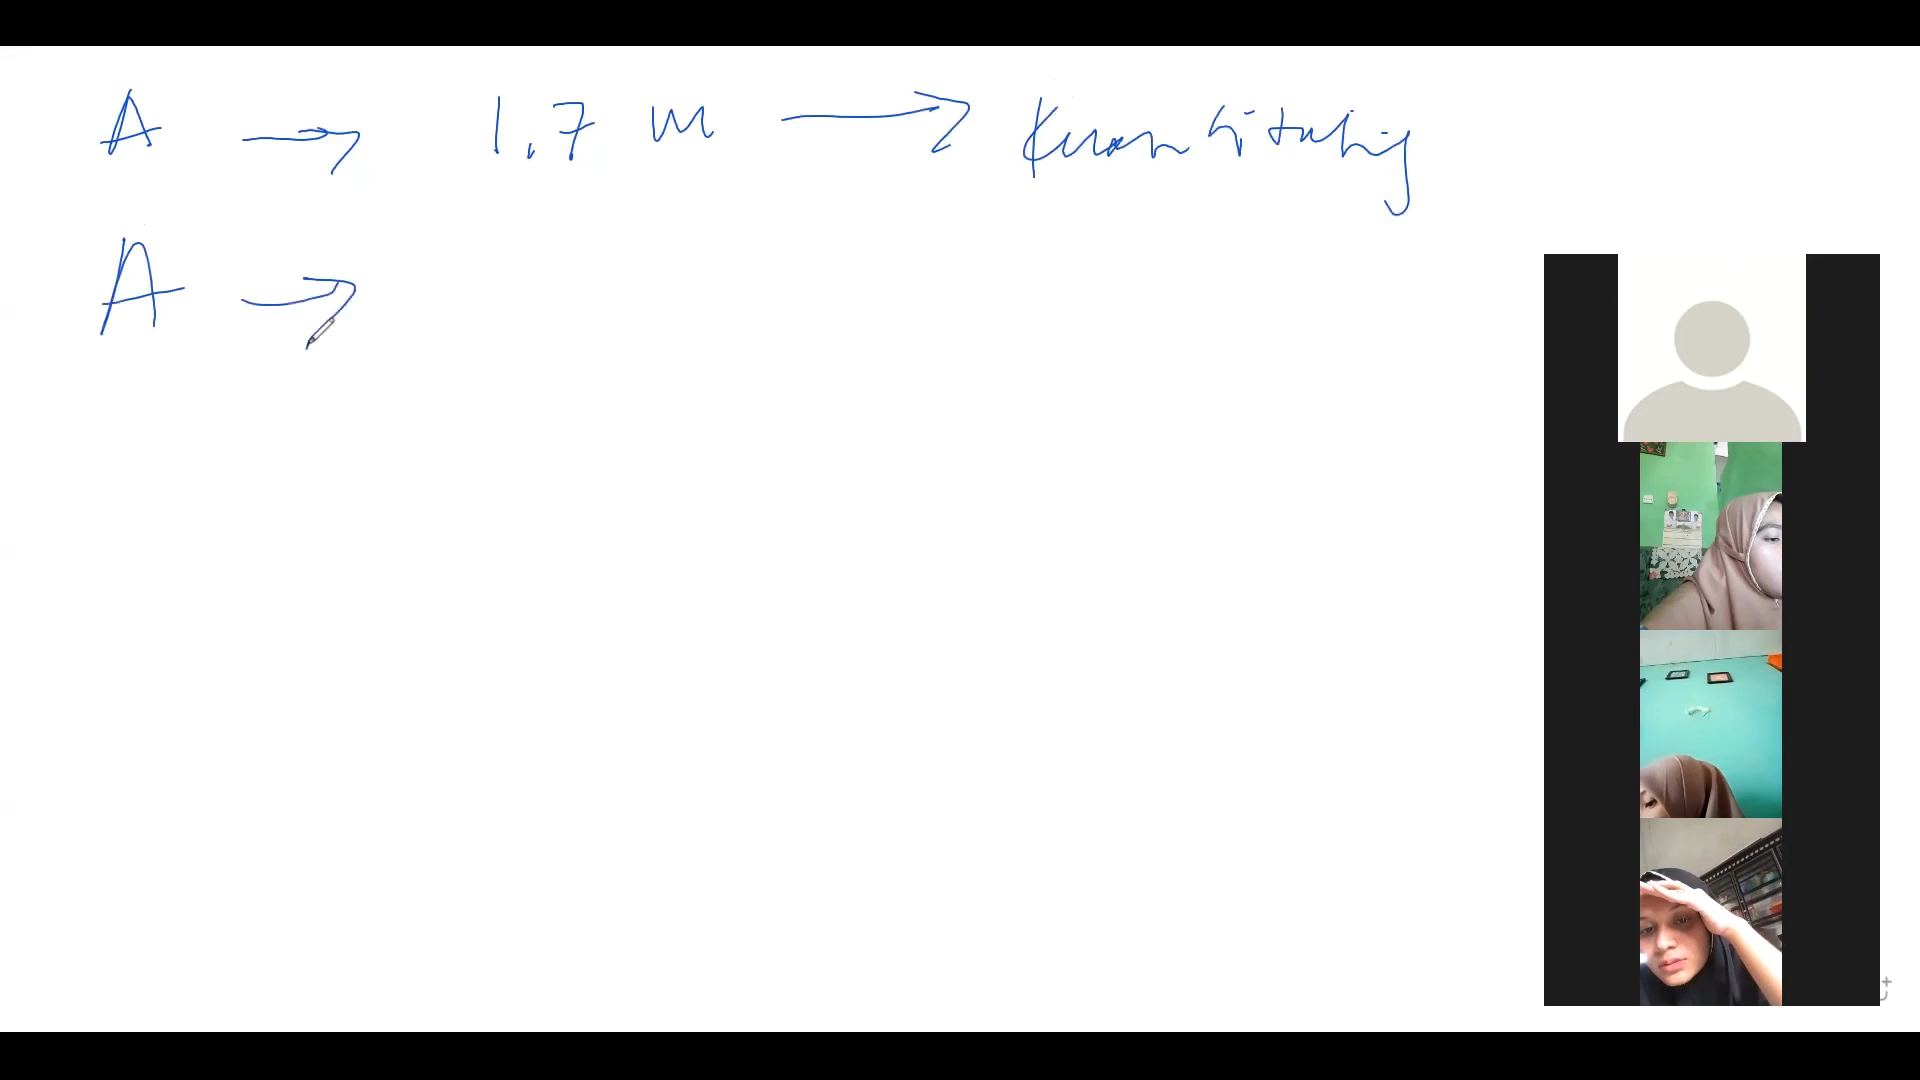 A → 1.7 m → Kuantitatif
A →